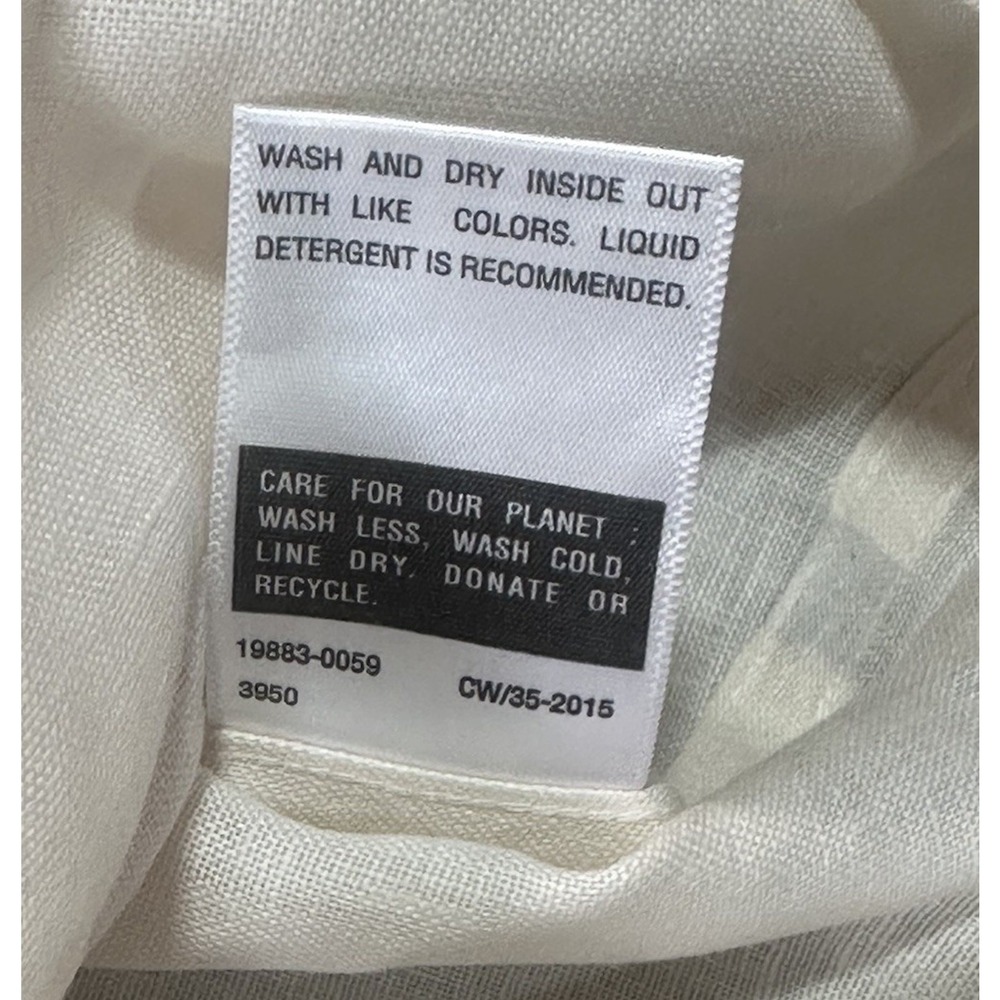 WASH AND DRY INSIDE OUT
WITH LIKE COLORS. LIQUID
DETERGENT IS RECOMMENDED.
CARE FOR OUR PLANET :
WASH LESS, WASH COLD,
LINE DRY. DONATE OR
RECYCLE.
19883-0059
3950 CW/35-2015